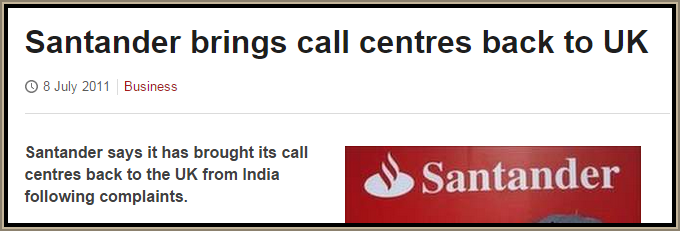 Santander brings call centres back to UK
8 July 2011 Business
Santander says it has brought its call
centres back to the UK from India
following complaints.
Santander